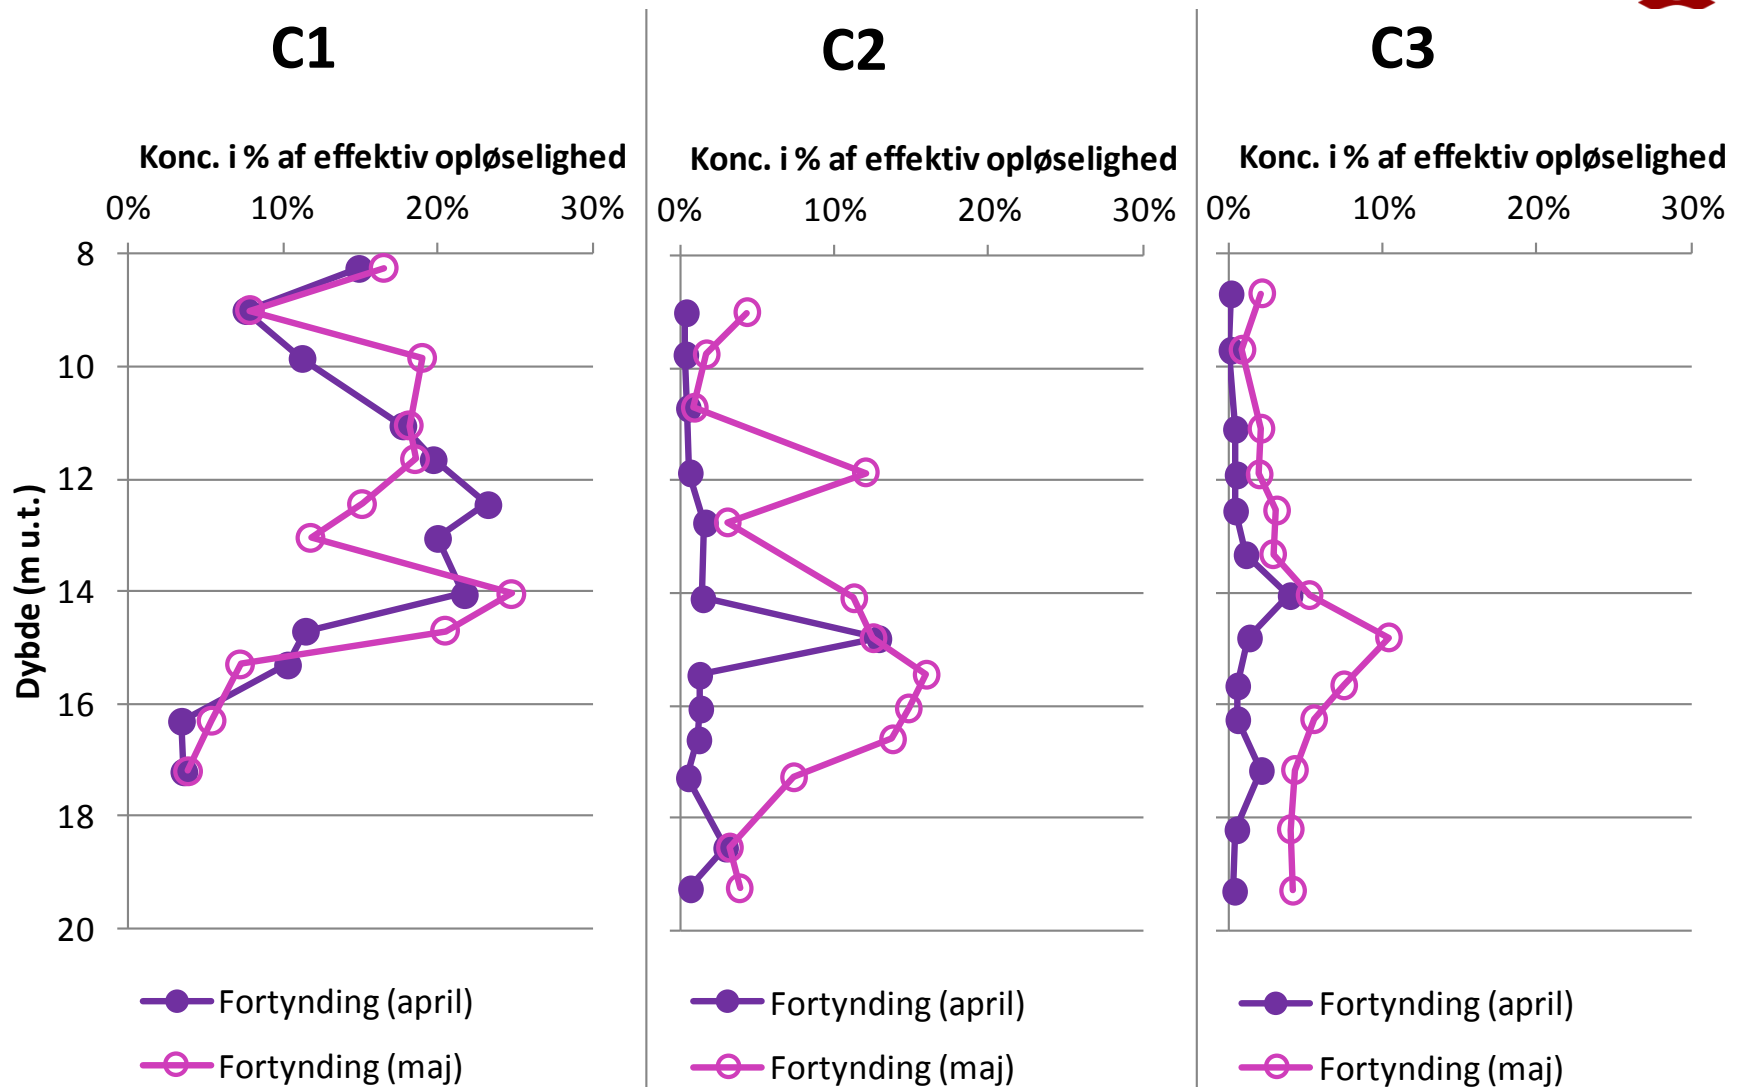 C1
C2
C3
Konc. i % af effektiv opløselighed
Konc. i % af effektiv opløselighed
Konc. i % af effektiv opløselighed
0% 10% 20% 30%
0% 10% 20% 30%
0% 10% 20% 30%
8
10
12
14
16
18
20
Dybde (m u.t.)
Fortynding (april)
Fortynding (maj)
Fortynding (april)
Fortynding (maj)
Fortynding (april)
Fortynding (maj)